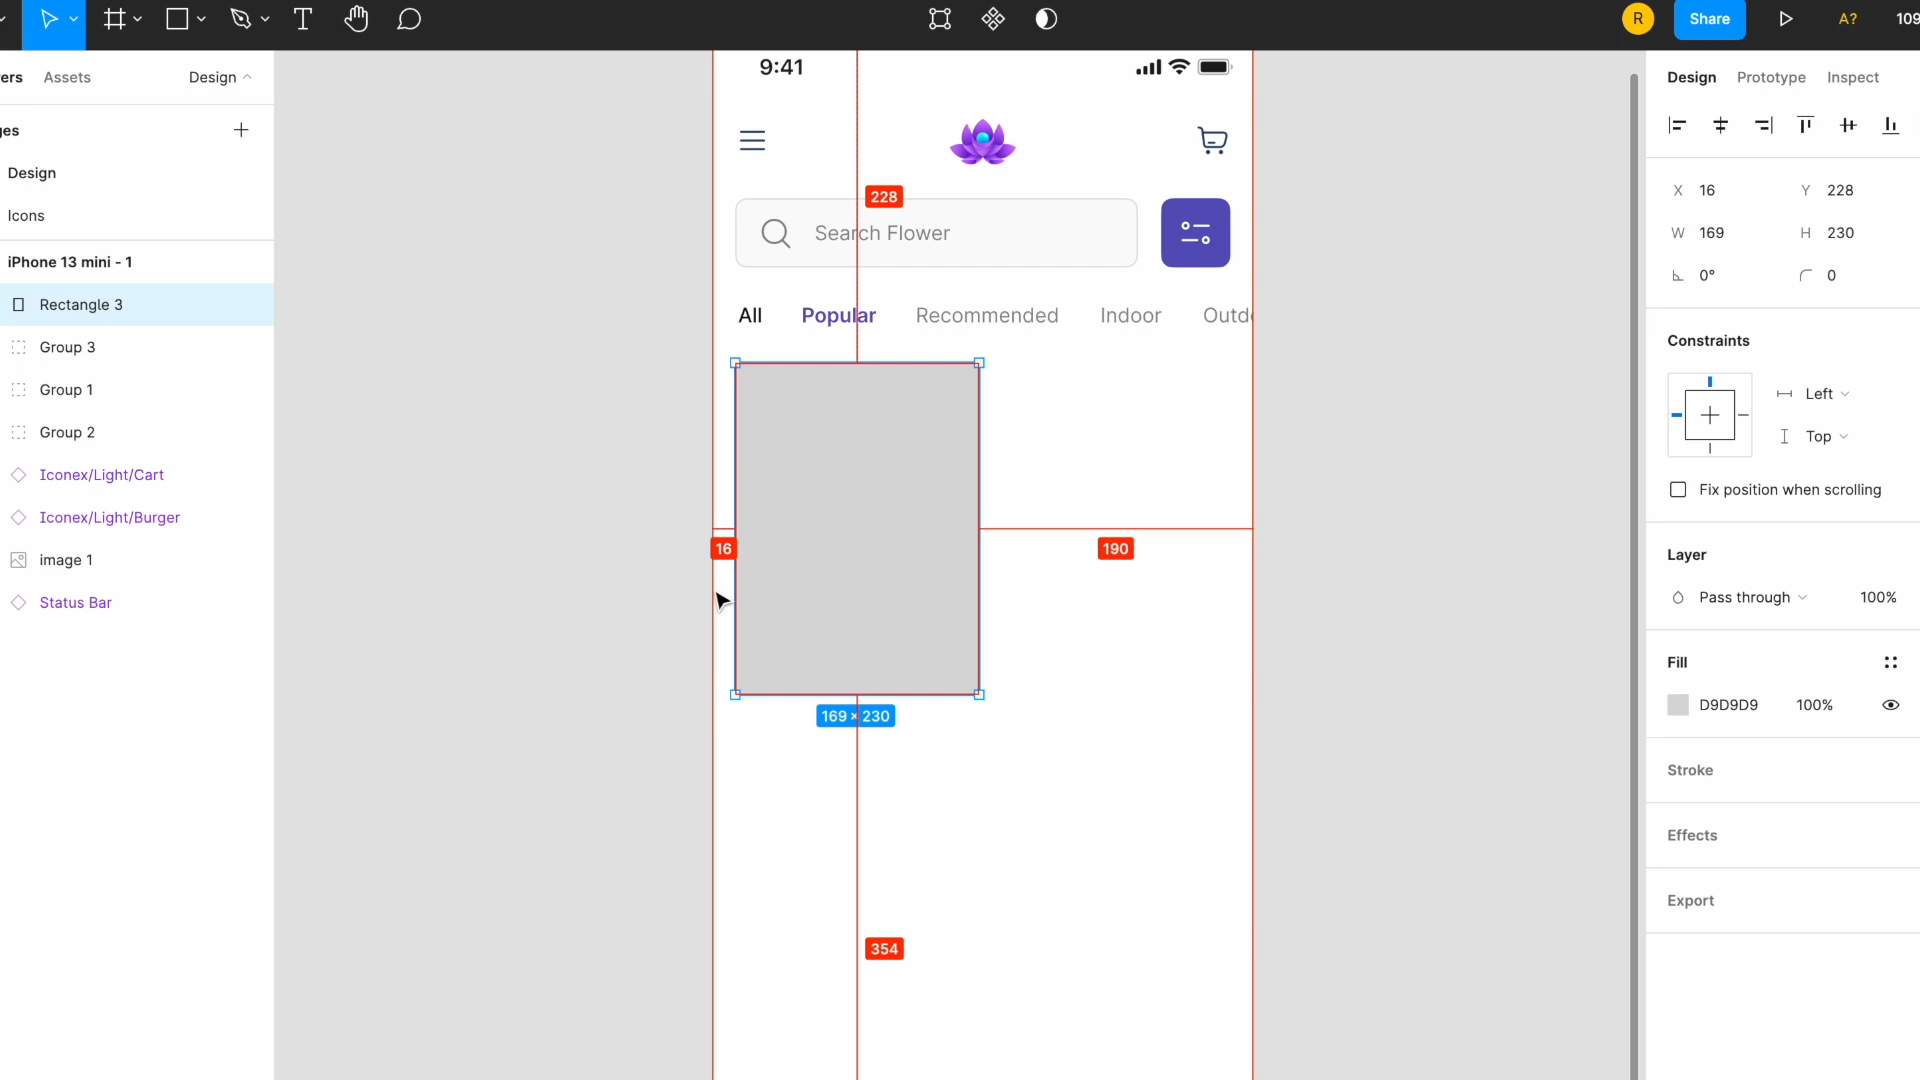 R
Share
A?
109
ers Assets Design
ges
Design
Icons
iPhone 13 mini - 1
Rectangle 3
Group 3
Group 1
Group 2
Iconex/Light/Cart
Iconex/Light/Burger
image 1
Status Bar
9:41
228
Search Flower
All Popular Recommended Indoor Outdo
16
190
169 × 230
354
Design Prototype Inspect
X 16 Y 228
W 169 H 230
0° 0
Constraints
Left
Top
Fix position when scrolling
Layer
Pass through 100%
Fill
D9D9D9 100%
Stroke
Effects
Export